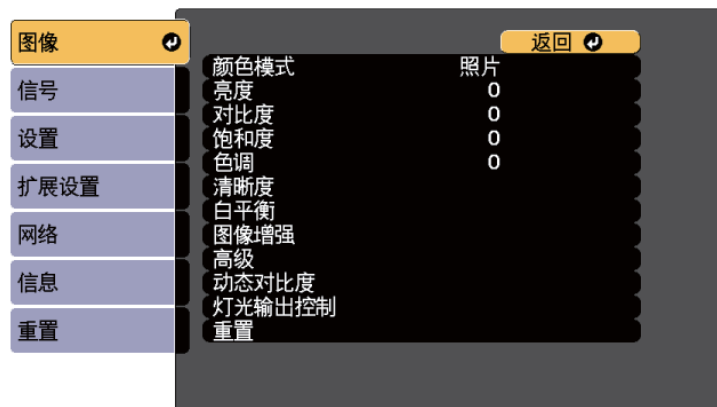 图像
信号
设置
扩展设置
网络
信息
重置
返回
颜色模式 照片
亮度 0
对比度 0
饱和度 0
色调 0
清晰度
白平衡
图像增强
高级
动态对比度
灯光输出控制
重置